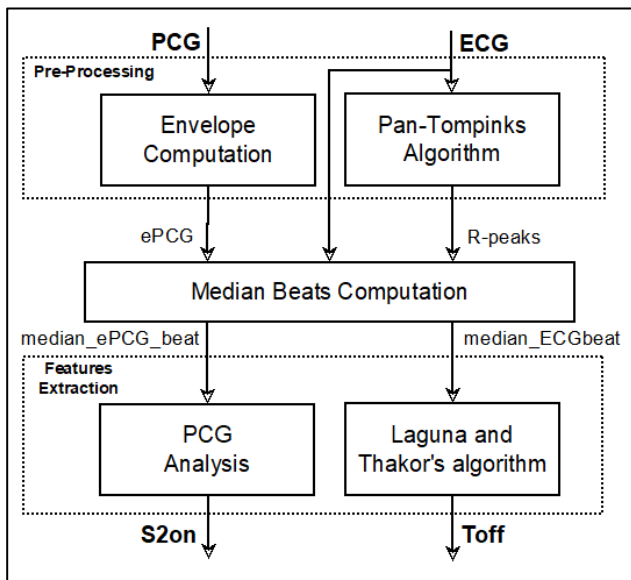 PCG
ECG
Pre-Processing
Envelope
Computation
Pan-Tompinks
Algorithm
ePCG
R-peaks
Median Beats Computation
median_ePCG_beat
median_ECGbeat
Features
Extraction
PCG
Analysis
Laguna and
Thakor's algorithm
S2on
Toff